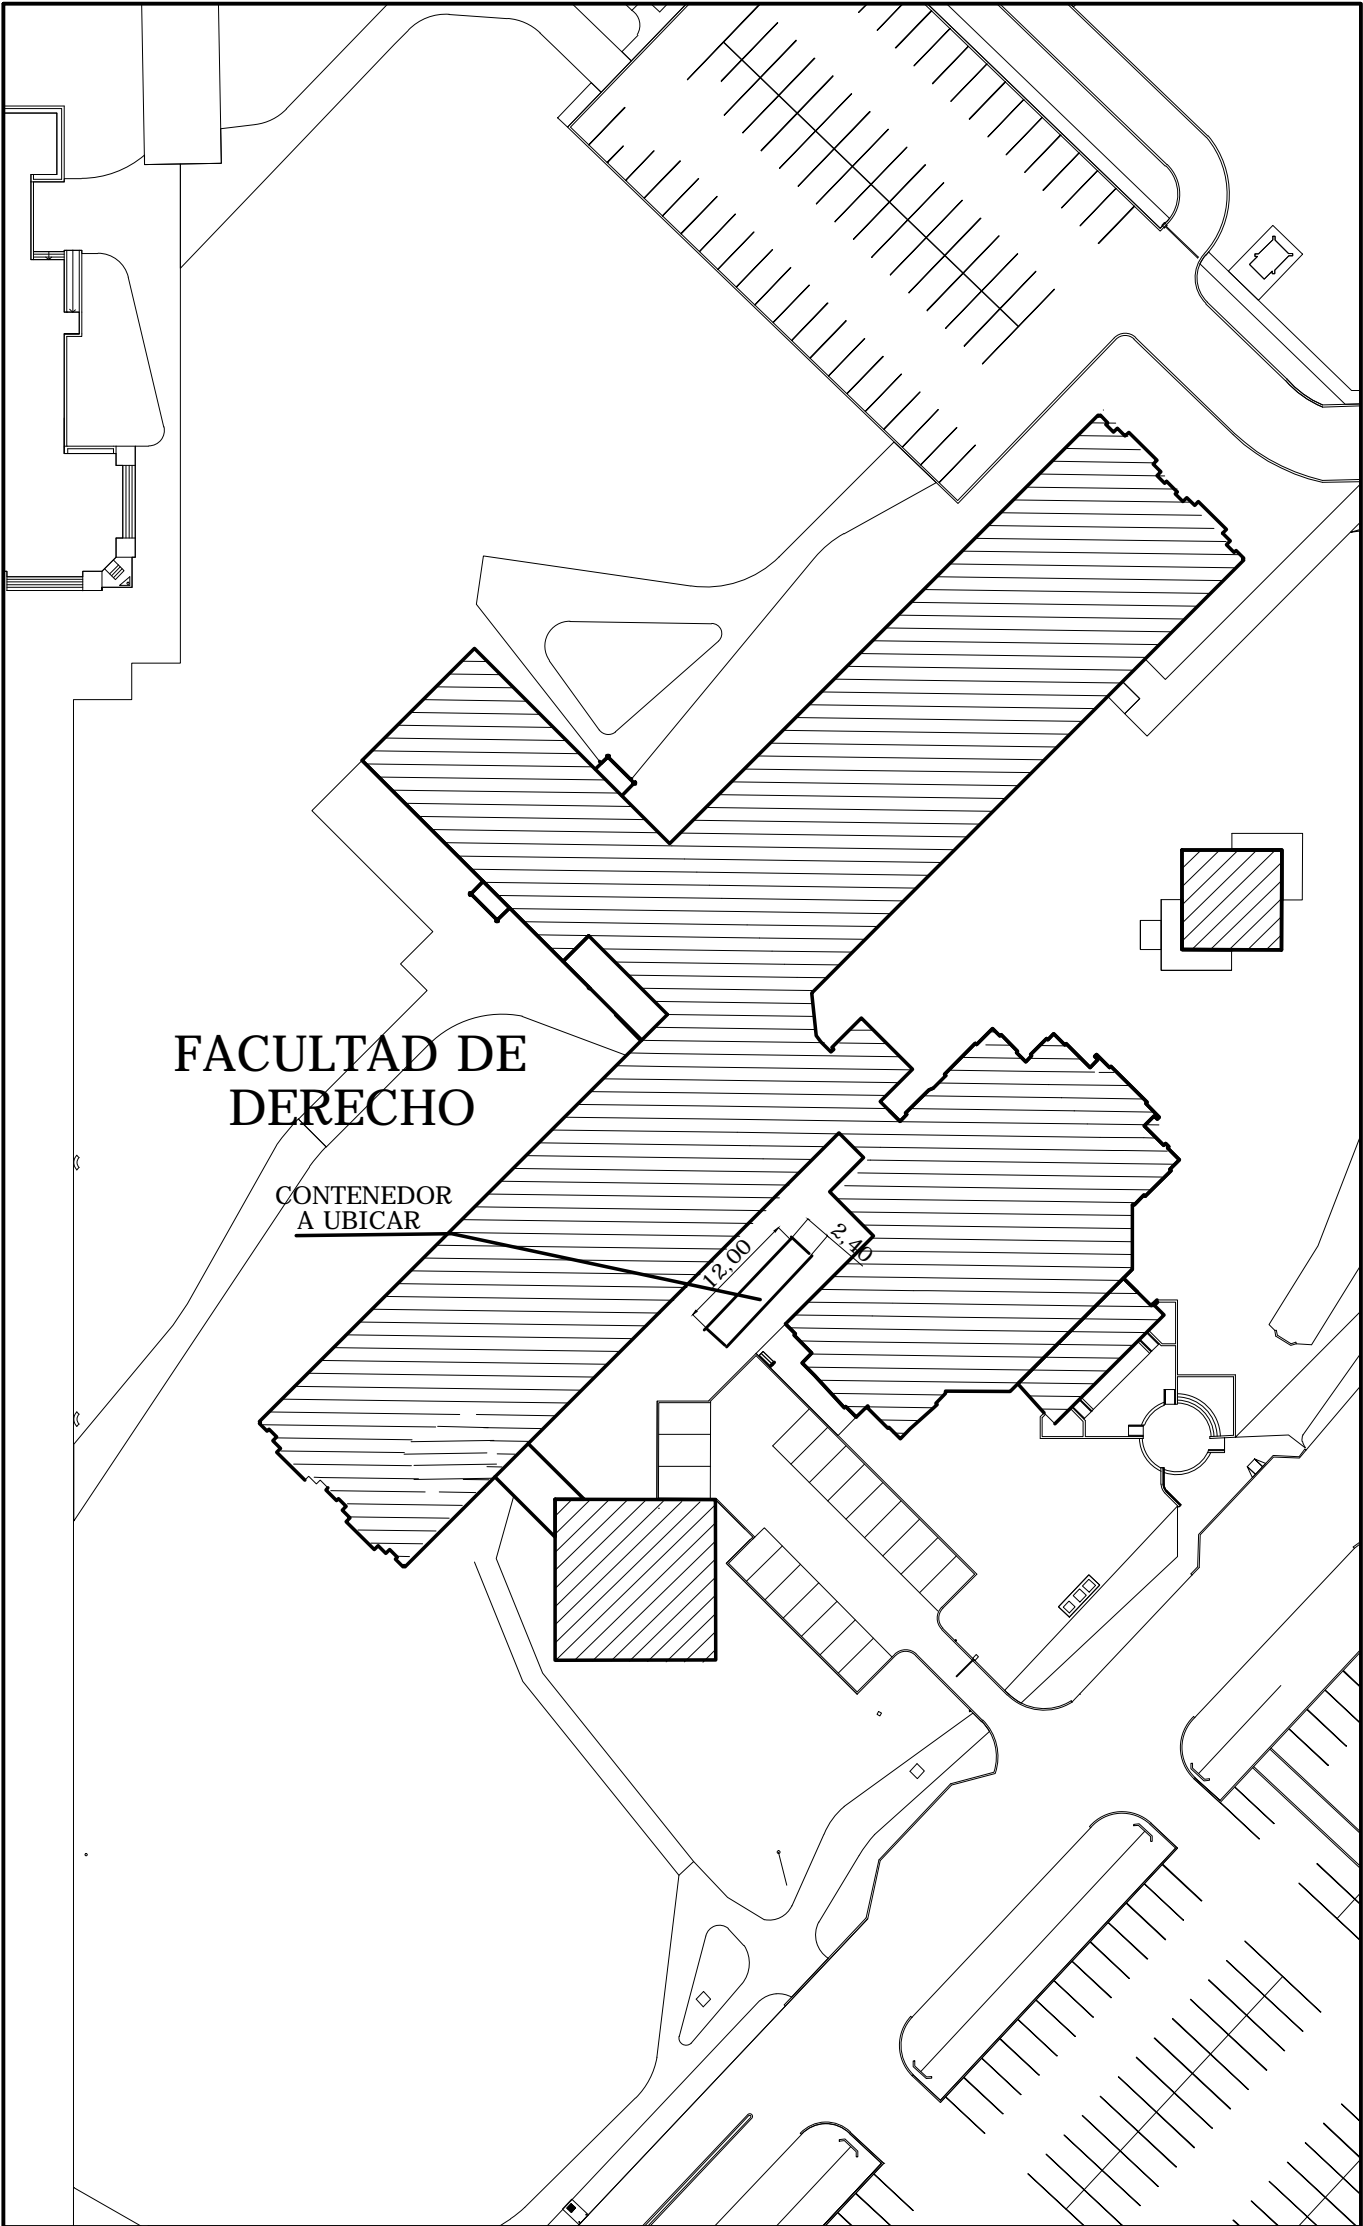 FACULTAD DE
DERECHO
CONTENEDOR
A UBICAR
12,00
2,40